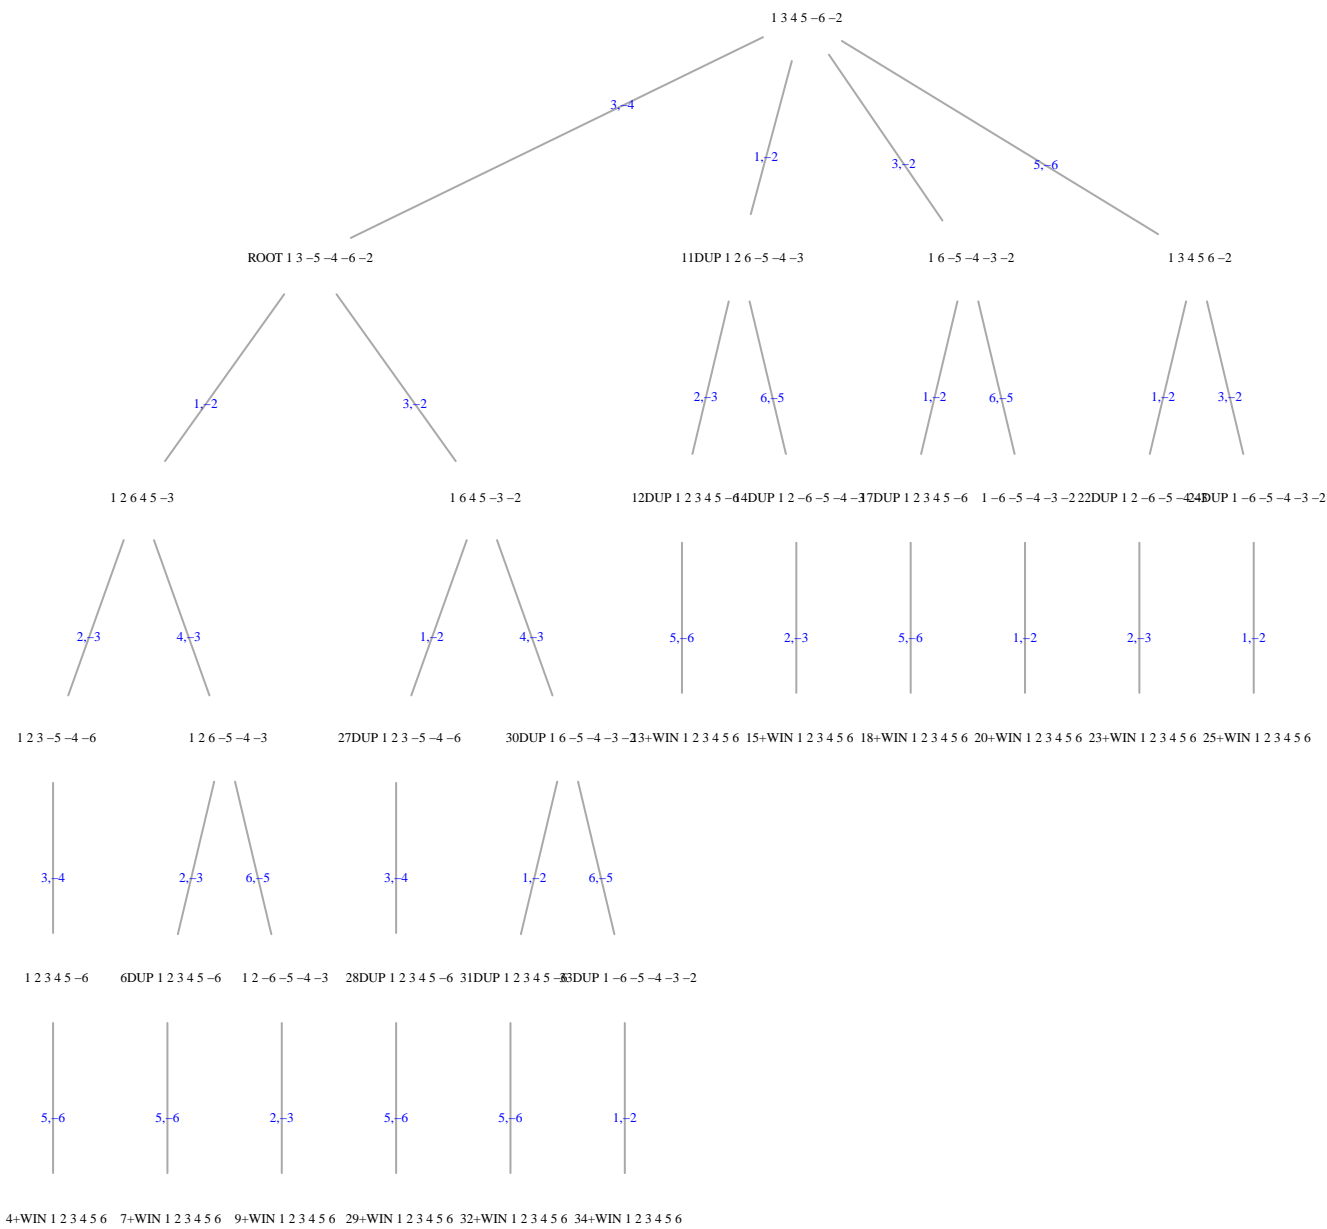 1 3 4 5 −6 −2
3,−4
1,−2
3,−2
5,−6
ROOT 1 3 −5 −4 −6 −2
11DUP 1 2 6 −5 −4 −3
1 6 −5 −4 −3 −2
1 3 4 5 6 −2
1,−2
3,−2
2,−3
6,−5
1,−2
6,−5
1,−2
3,−2
1 2 6 4 5 −3
1 6 4 5 −3 −2
12DUP 1 2 3 4 5 −6
14DUP 1 2 −6 −5 −4 −3
17DUP 1 2 3 4 5 −6
1 −6 −5 −4 −3 −2
22DUP 1 2 −6 −5 −4 −3
24DUP 1 −6 −5 −4 −3 −2
2,−3
4,−3
1,−2
4,−3
5,−6
2,−3
5,−6
1,−2
2,−3
1,−2
1 2 3 −5 −4 −6
1 2 6 −5 −4 −3
27DUP 1 2 3 −5 −4 −6
30DUP 1 6 −5 −4 −3 −2
13+WIN 1 2 3 4 5 6
15+WIN 1 2 3 4 5 6
18+WIN 1 2 3 4 5 6
20+WIN 1 2 3 4 5 6
23+WIN 1 2 3 4 5 6
25+WIN 1 2 3 4 5 6
3,−4
2,−3
6,−5
3,−4
1,−2
6,−5
1 2 3 4 5 −6
6DUP 1 2 3 4 5 −6
1 2 −6 −5 −4 −3
28DUP 1 2 3 4 5 −6
31DUP 1 2 3 4 5 −6
33DUP 1 −6 −5 −4 −3 −2
5,−6
5,−6
2,−3
5,−6
5,−6
1,−2
4+WIN 1 2 3 4 5 6
7+WIN 1 2 3 4 5 6
9+WIN 1 2 3 4 5 6
29+WIN 1 2 3 4 5 6
32+WIN 1 2 3 4 5 6
34+WIN 1 2 3 4 5 6